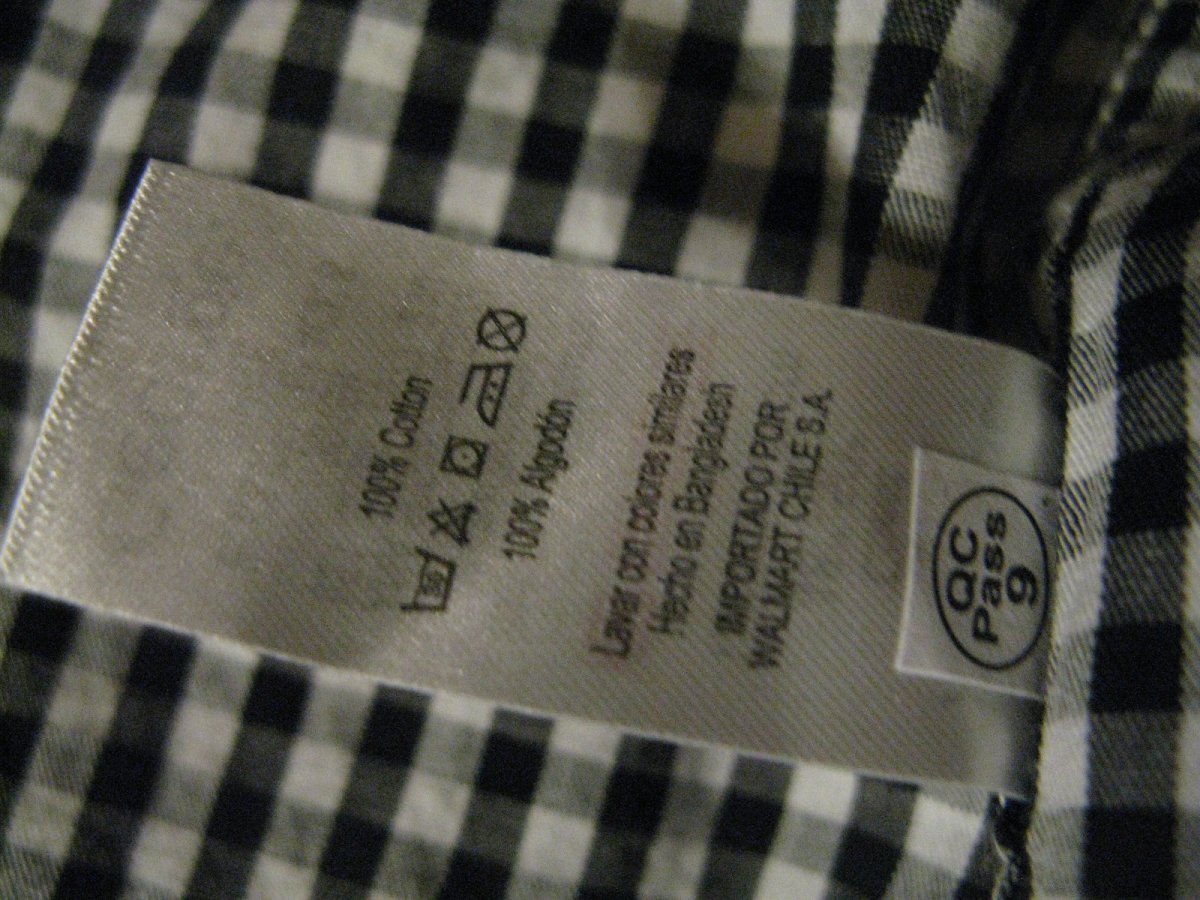 100% Cotton
100% Algodón
Lavar con colores similares
Hecho en Bangladesh
IMPORTADO POR
WALMART CHILE S.A.
QC
Pass
9